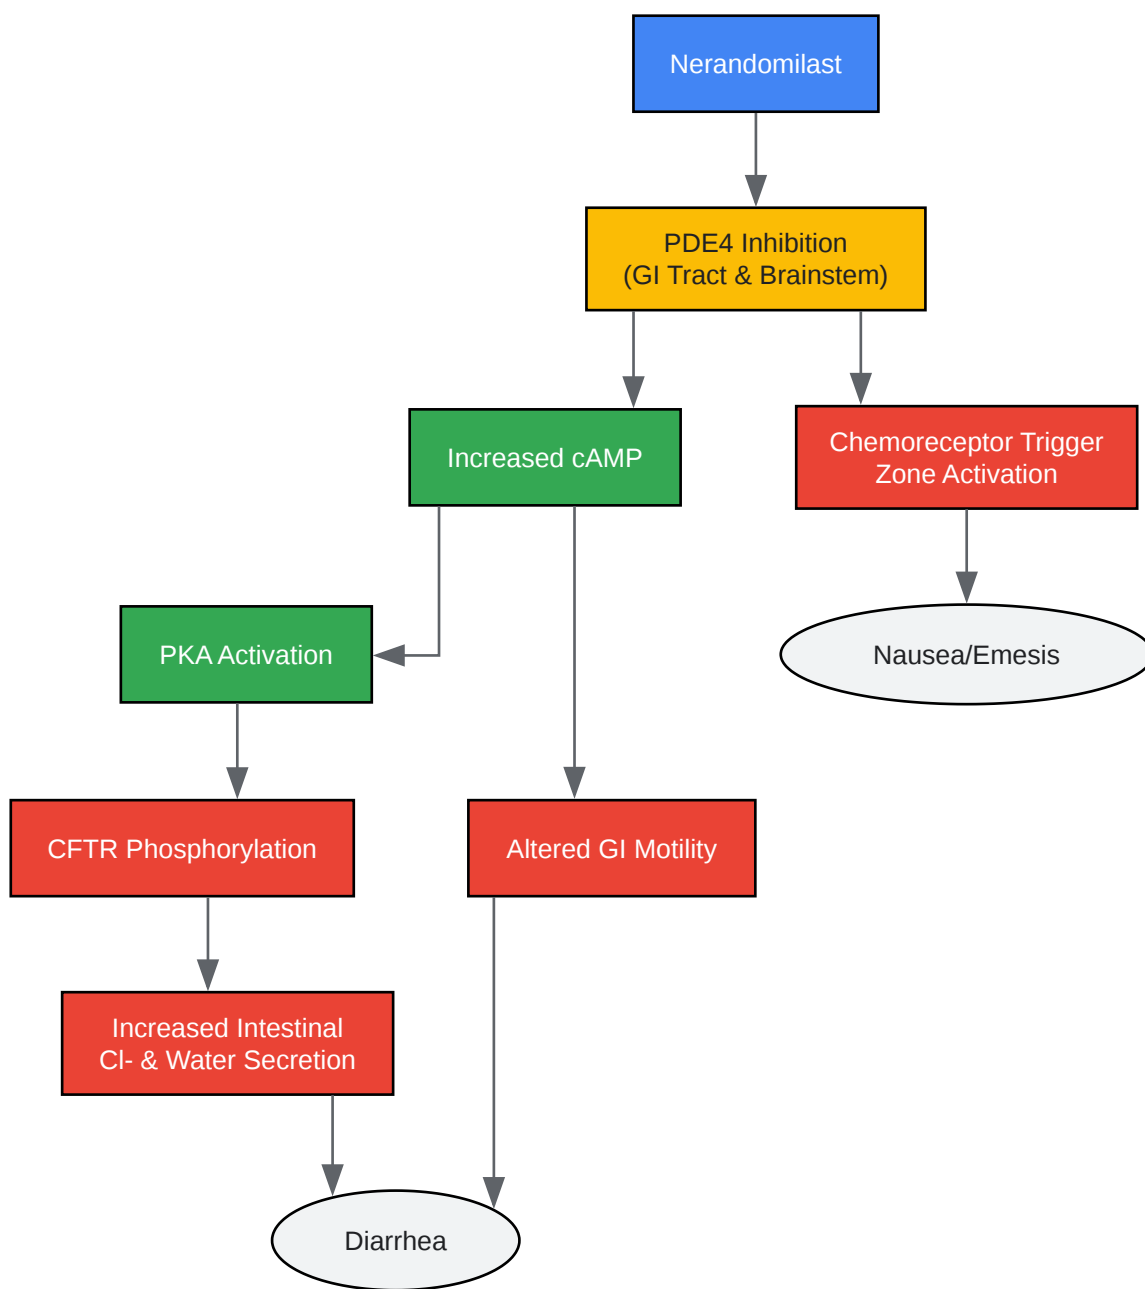 Nerandomilast
PDE4 Inhibition
(GI Tract & Brainstem)
Increased cAMP
Chemoreceptor Trigger
Zone Activation
PKA Activation
Nausea/Emesis
CFTR Phosphorylation
Altered GI Motility
Increased Intestinal
Cl- & Water Secretion
Diarrhea